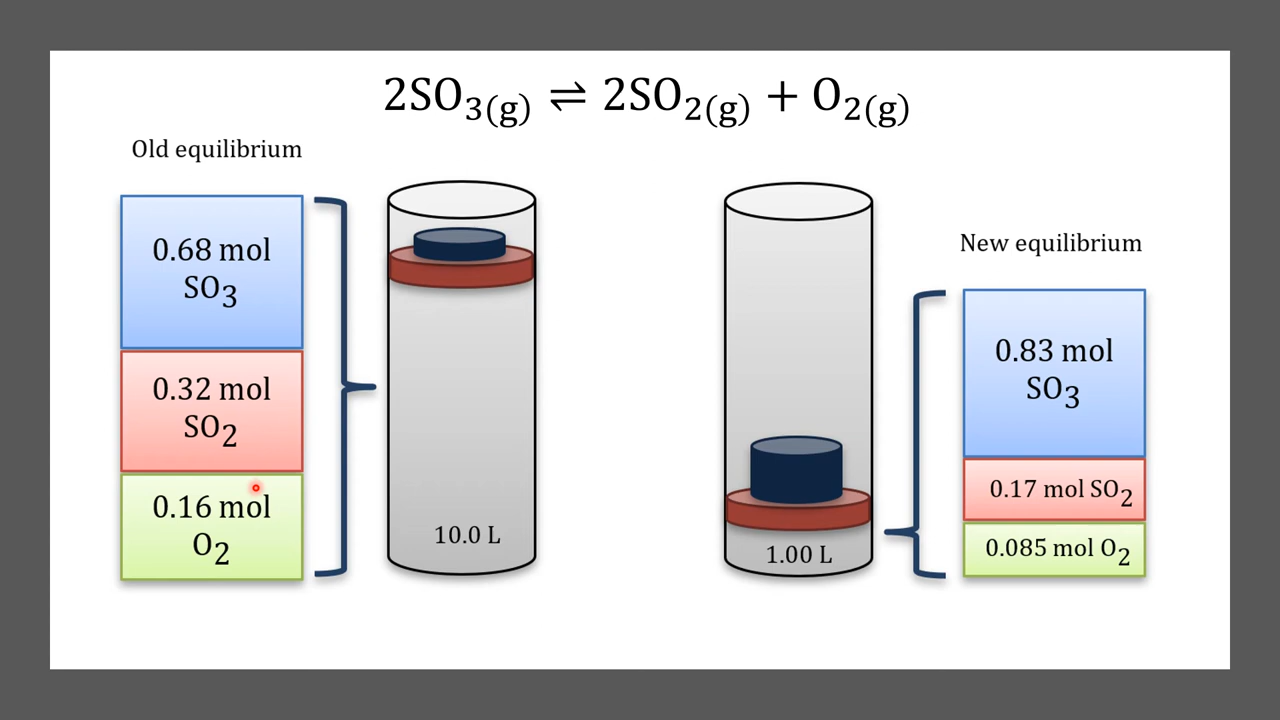 2SO₃(g) ⇌ 2SO₂(g) + O₂(g)
Old equilibrium
0.68 mol
SO₃
0.32 mol
SO₂
0.16 mol
O₂
10.0 L
1.00 L
New equilibrium
0.83 mol
SO₃
0.17 mol SO₂
0.085 mol O₂